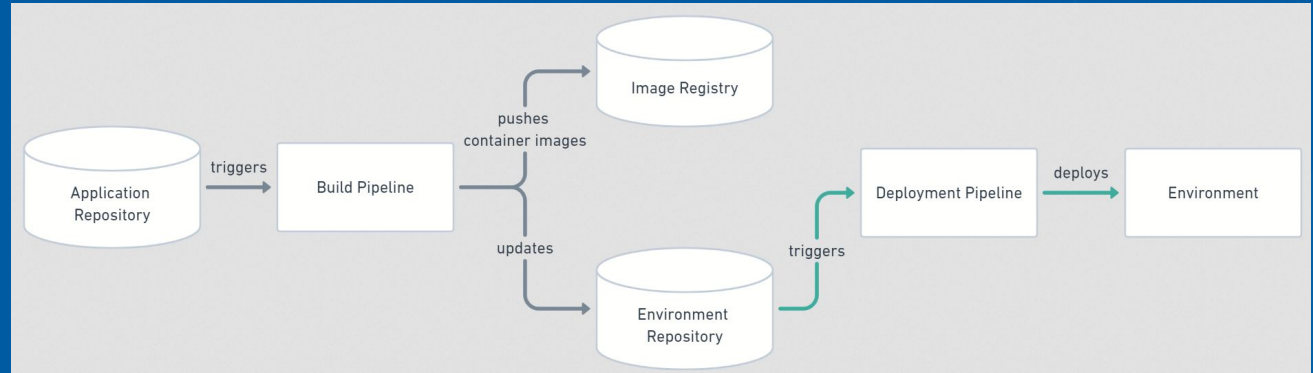 Application
Repository
triggers
Build Pipeline
pushes
container images
updates
Image Registry
Environment
Repository
triggers
Deployment Pipeline
deploys
Environment